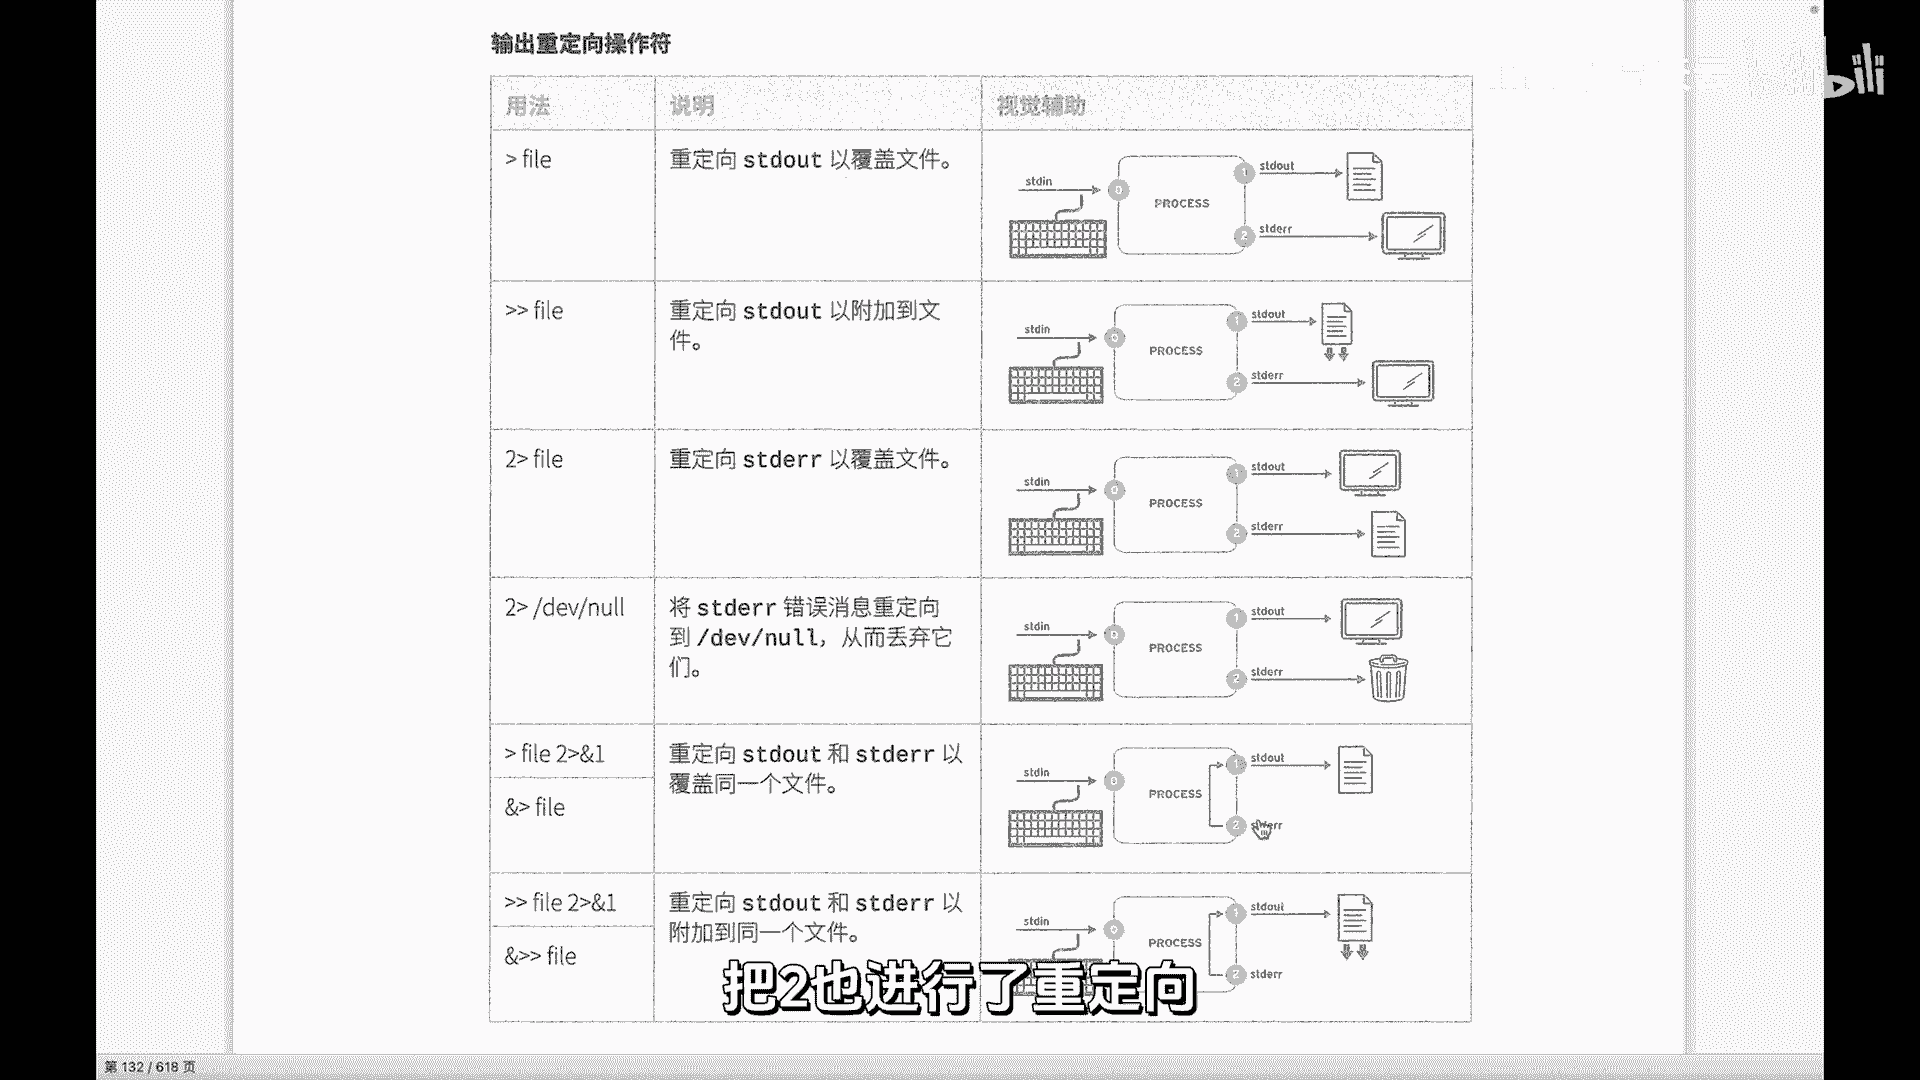 输出重定向操作符
用法
说明
视觉辅助
> file
重定向 stdout 以覆盖文件。
stdin
0
PROCESS
1
stdout
2
stderr
>> file
重定向 stdout 以附加到文
件。
stdin
0
PROCESS
1
stdout
2
stderr
2> file
重定向 stderr 以覆盖文件。
stdin
0
PROCESS
1
stdout
2
stderr
2> /dev/null
将 stderr 错误消息重定向
到 /dev/null，从而丢弃它
们。
stdin
0
PROCESS
1
stdout
2
stderr
> file 2>&1
&> file
重定向 stdout 和 stderr 以
覆盖同一个文件。
stdin
0
PROCESS
1
stdout
2
>> file 2>&1
&>> file
重定向 stdout 和 stderr 以
附加到同一个文件。
stdin
0
PROCESS
1
stdout
2
stderr
把2也进行了重定向
第 132 / 618 页